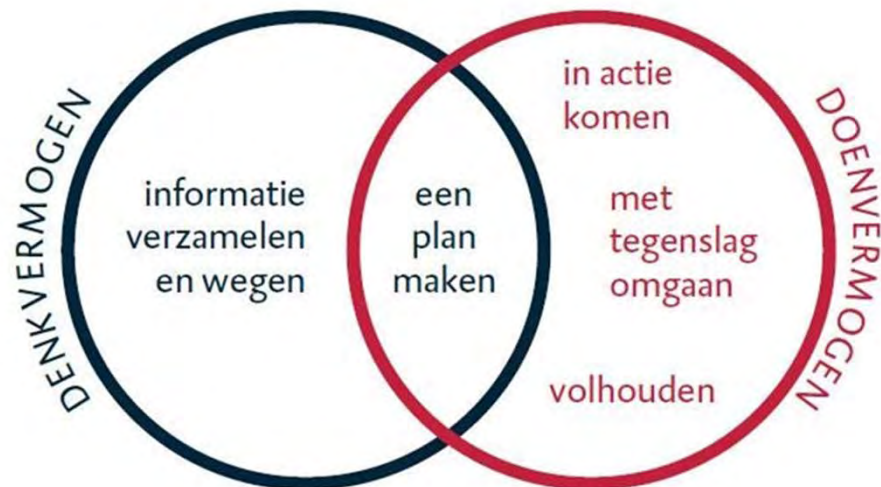 DENKVERMOGEN
informatie
verzamelen
en wegen
een
plan
maken
in actie
komen
met
tegenslag
omgaan
volhouden
DOENVERMOGEN